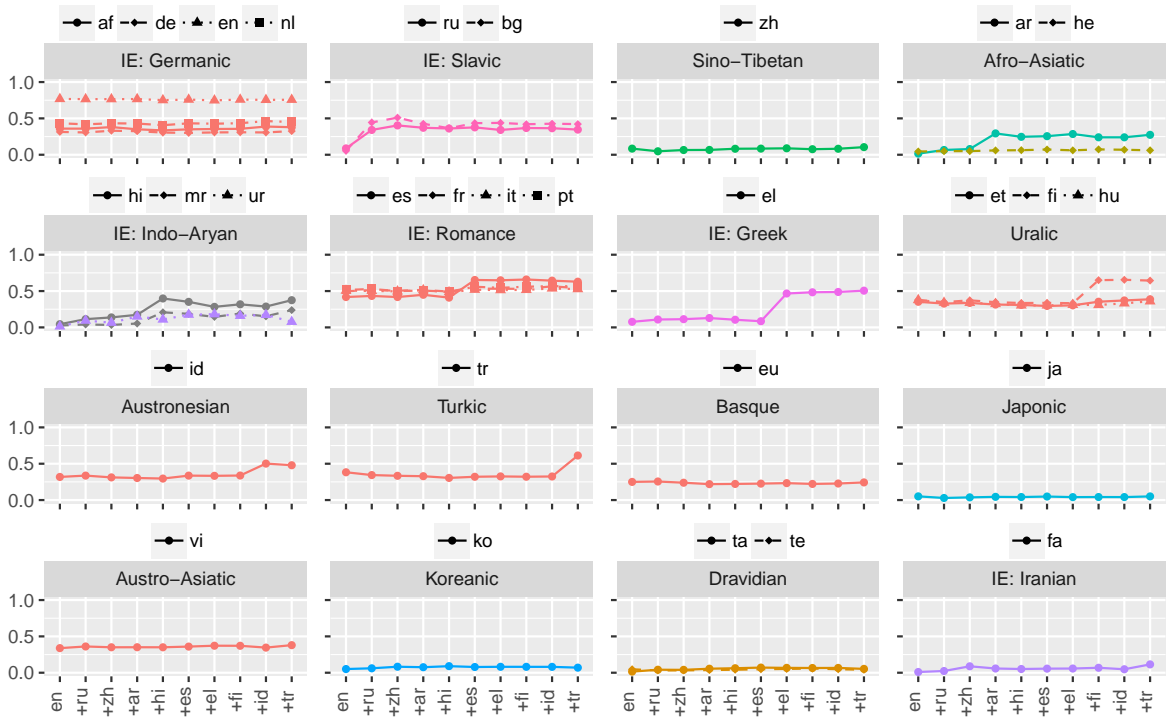 af de en nl
ru bg
zh
ar he
IE: Germanic
IE: Slavic
Sino−Tibetan
Afro−Asiatic
1.0
0.5
0.0
hi mr ur
es fr it pt
el
et fi hu
IE: Indo−Aryan
IE: Romance
IE: Greek
Uralic
1.0
0.5
0.0
id
tr
eu
ja
Austronesian
Turkic
Basque
Japonic
1.0
0.5
0.0
vi
ko
ta te
fa
Austro−Asiatic
Koreanic
Dravidian
IE: Iranian
1.0
0.5
0.0
en +ru +zh +ar +hi +es +el +fi +id +tr
en +ru +zh +ar +hi +es +el +fi +id +tr
en +ru +zh +ar +hi +es +el +fi +id +tr
en +ru +zh +ar +hi +es +el +fi +id +tr